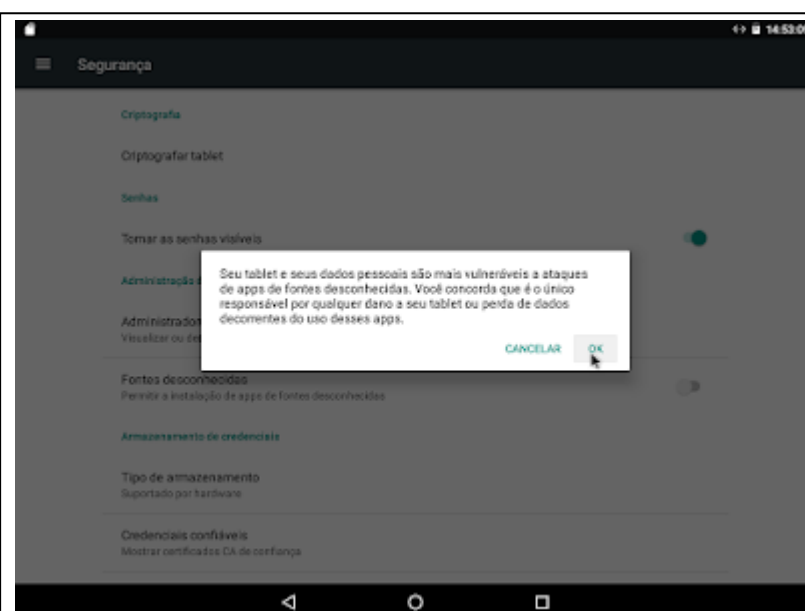 14:53:0
Segurança
Criptografia
Criptografar tablet
Senhas
Tornar as senhas visíveis
Seu tablet e seus dados pessoais são mais vulneráveis a ataques
de apps de fontes desconhecidas. Você concorda que é o único
responsável por qualquer dano a seu tablet ou perda de dados
decorrentes do uso desses apps.
CANCELAR OK
Administração
Administrador
Visualizar ou de
Fontes desconhecidas
Permitir a instalação de apps de fontes desconhecidas
Armazenamento de credenciais
Tipo de armazenamento
Suportado por hardware
Credenciais confiáveis
Mostrar certificados CA de confiança